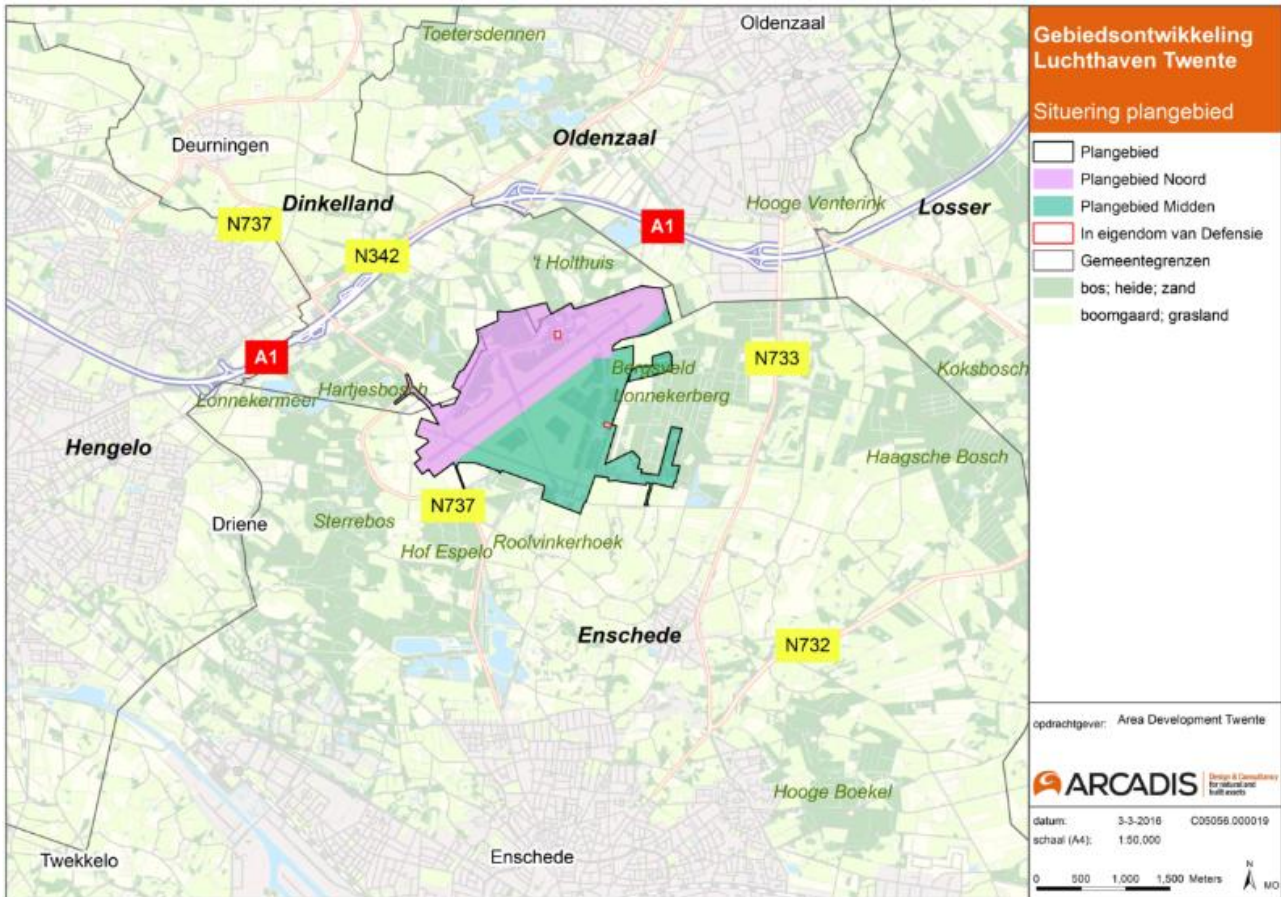 Toetersdennen
Oldenzaal
Deurningen
Oldenzaal
Dinkelland
Hooge Venterink
Losser
N737
A1
N342
't Holthuis
A1
N733
Bergsveld
Koksbosch
Hartjesbosch
Lonnekermeer
Lonnekerberg
Hengelo
Haagsche Bosch
N737
Driene
Sterrebos
Hof Espelo
Roolvinkerhoek
Enschede
N732
Hooge Boekel
Twekkelo
Enschede
Gebiedsontwikkeling
Luchthaven Twente
Situering plangebied
Plangebied
Plangebied Noord
Plangebied Midden
In eigendom van Defensie
Gemeentegrenzen
bos; heide; zand
boomgaard; grasland
opdrachtgever: Area Development Twente
ARCADIS
Design & Consultancy
for natural and
built assets
datum: 3-3-2016 C05056.000019
schaal (A4): 1:50,000
0 500 1,000 1,500 Meters
N
MO